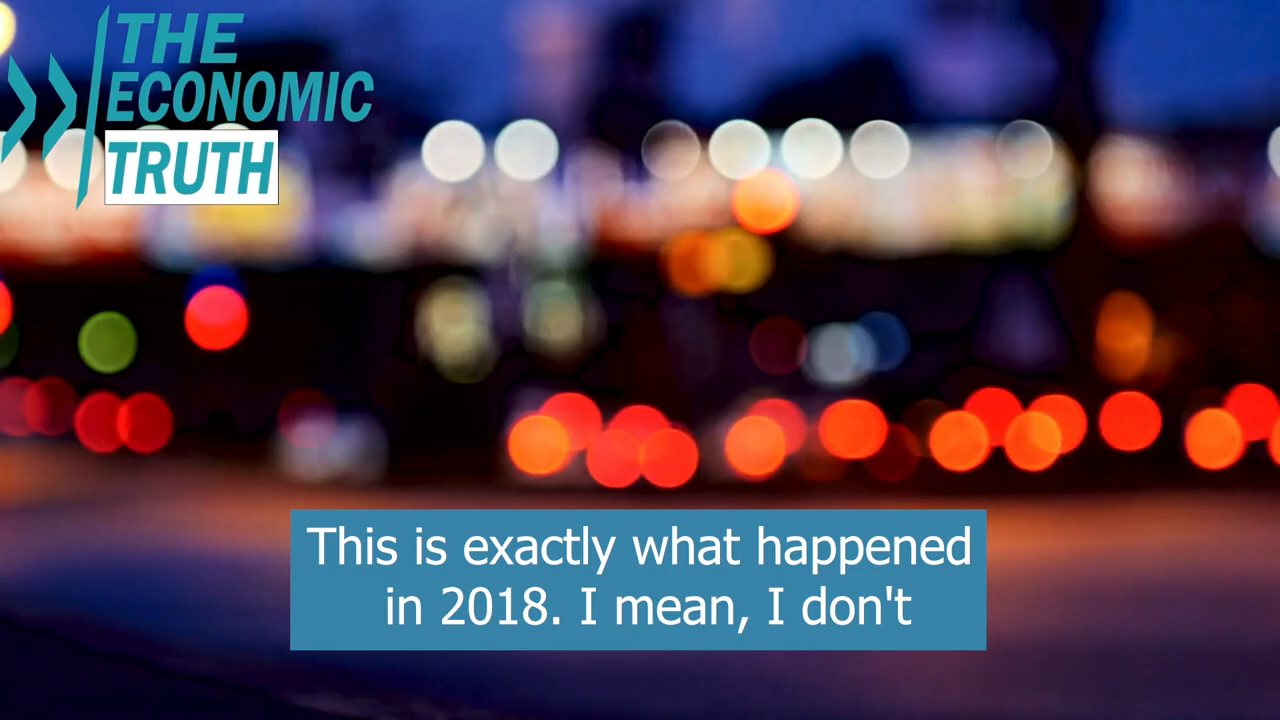 THE
ECONOMIC
TRUTH
This is exactly what happened
in 2018. I mean, I don't